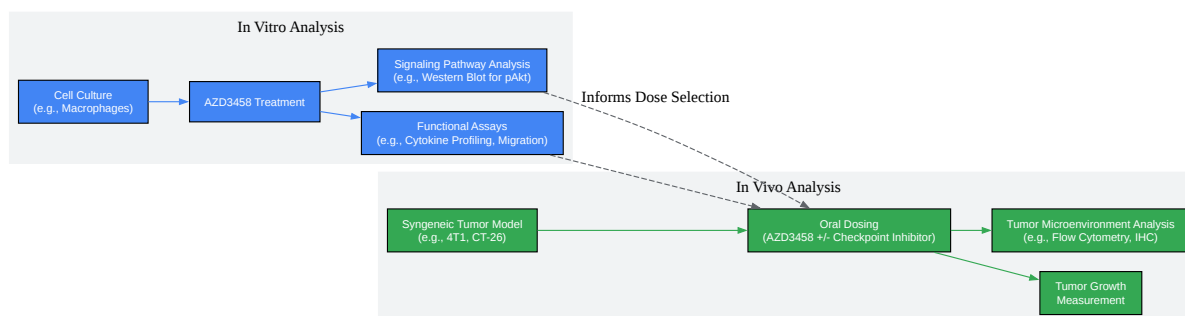 In Vitro Analysis
Signaling Pathway Analysis
(e.g., Western Blot for pAkt)
Cell Culture
(e.g., Macrophages)
AZD3458 Treatment
Informs Dose Selection
Functional Assays
(e.g., Cytokine Profiling, Migration)
In Vivo Analysis
Syngeneic Tumor Model
(e.g., 4T1, CT-26)
Oral Dosing
(AZD3458 +/- Checkpoint Inhibitor)
Tumor Microenvironment Analysis
(e.g., Flow Cytometry, IHC)
Tumor Growth
Measurement